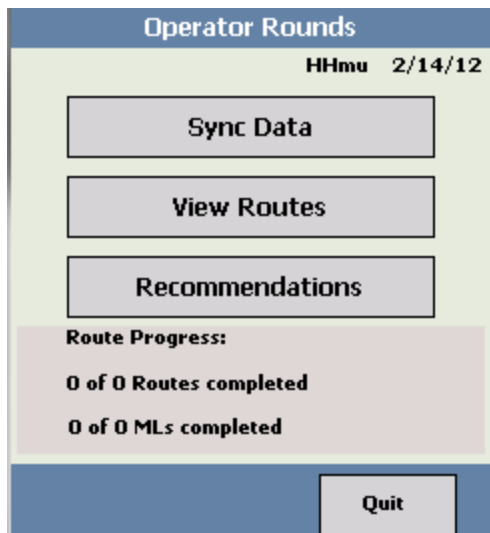 Operator Rounds
HHmu 2/14/12
Sync Data
View Routes
Recommendations
Route Progress:
0 of 0 Routes completed
0 of 0 MLs completed
Quit